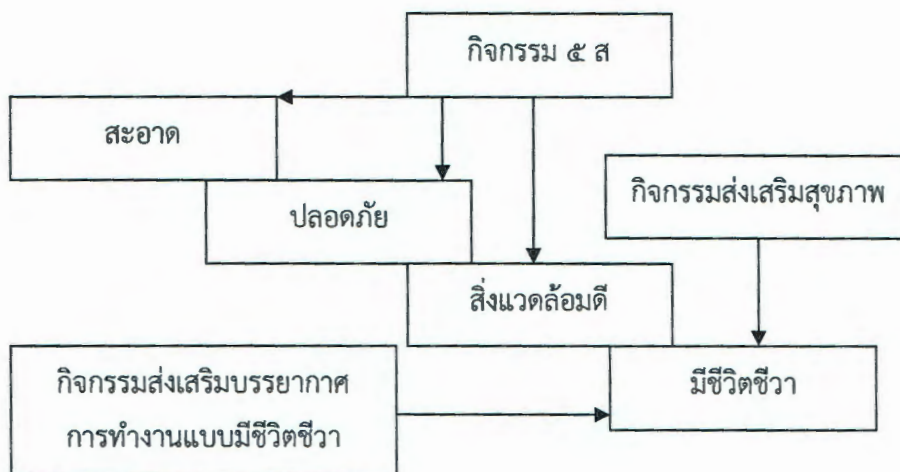 กิจกรรม ๕ ส
สะอาด
กิจกรรมส่งเสริมสุขภาพ
ปลอดภัย
สิ่งแวดล้อมดี
กิจกรรมส่งเสริมบรรยากาศ
การทำงานแบบมีชีวิตชีวา
มีชีวิตชีวา